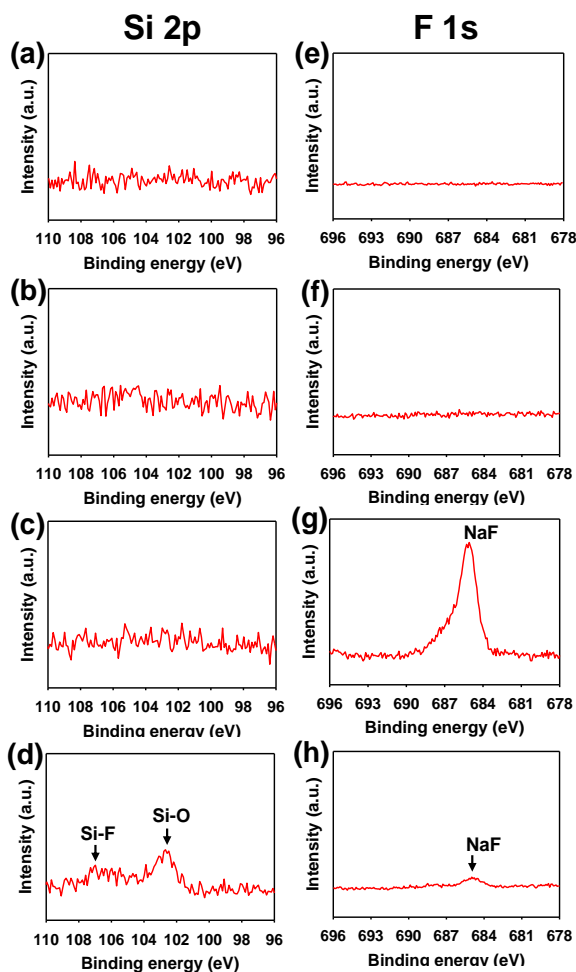 Si 2p F 1s
(a) (e)
Intensity (a.u.) Intensity (a.u.)
110 108 106 104 102 100 98 96 696 693 690 687 684 681 678
Binding energy (eV) Binding energy (eV)
(b) (f)
Intensity (a.u.) Intensity (a.u.)
110 108 106 104 102 100 98 96 696 693 690 687 684 681 678
Binding energy (eV) Binding energy (eV)
(c) (g)
NaF
Intensity (a.u.) Intensity (a.u.)
110 108 106 104 102 100 98 96 696 693 690 687 684 681 678
Binding energy (eV) Binding energy (eV)
(d) (h)
Si-F Si-O NaF
Intensity (a.u.) Intensity (a.u.)
110 108 106 104 102 100 98 96 696 693 690 687 684 681 678
Binding energy (eV) Binding energy (eV)